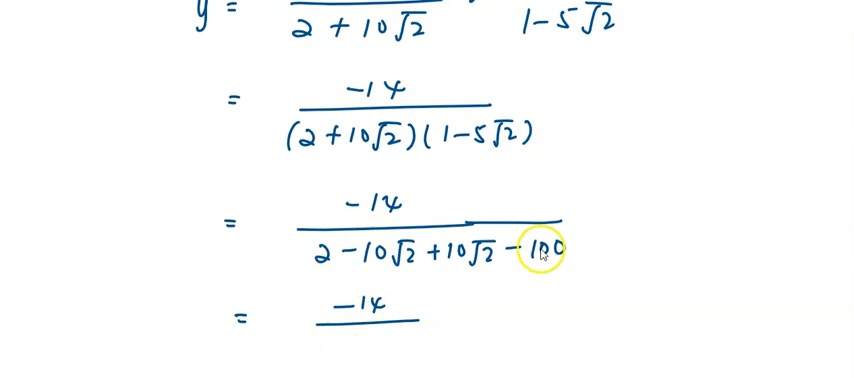 y =
2 + 10√2 1 - 5√2
= -14
(2 + 10√2)(1 - 5√2)
= -14
2 - 10√2 + 10√2 - 100
= -14